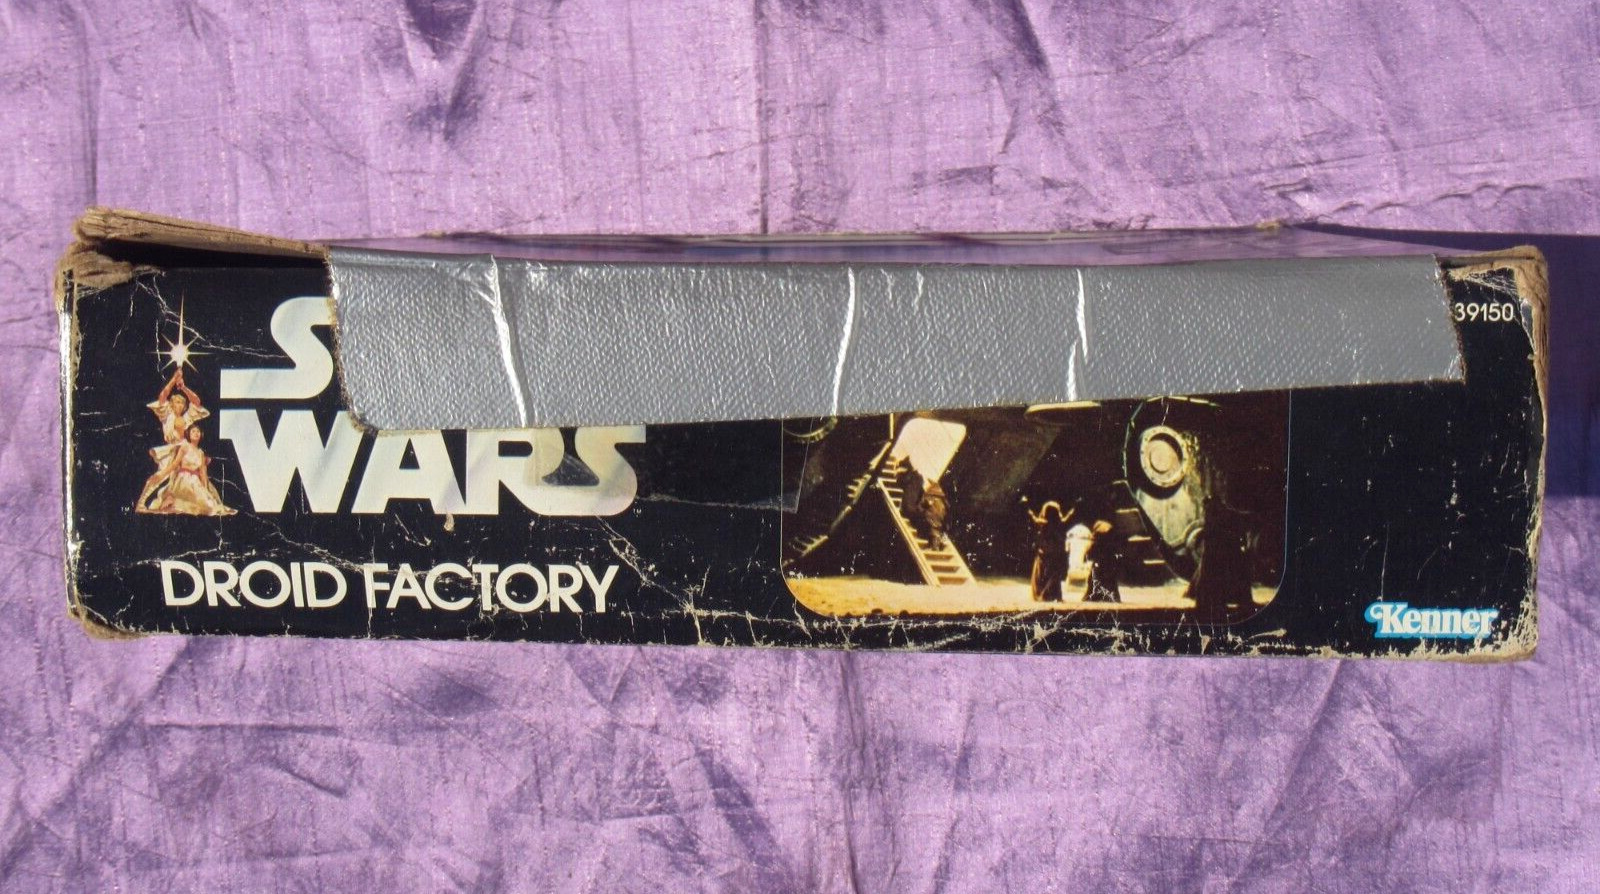 S
39150
WARS
DROID FACTORY
Kenner